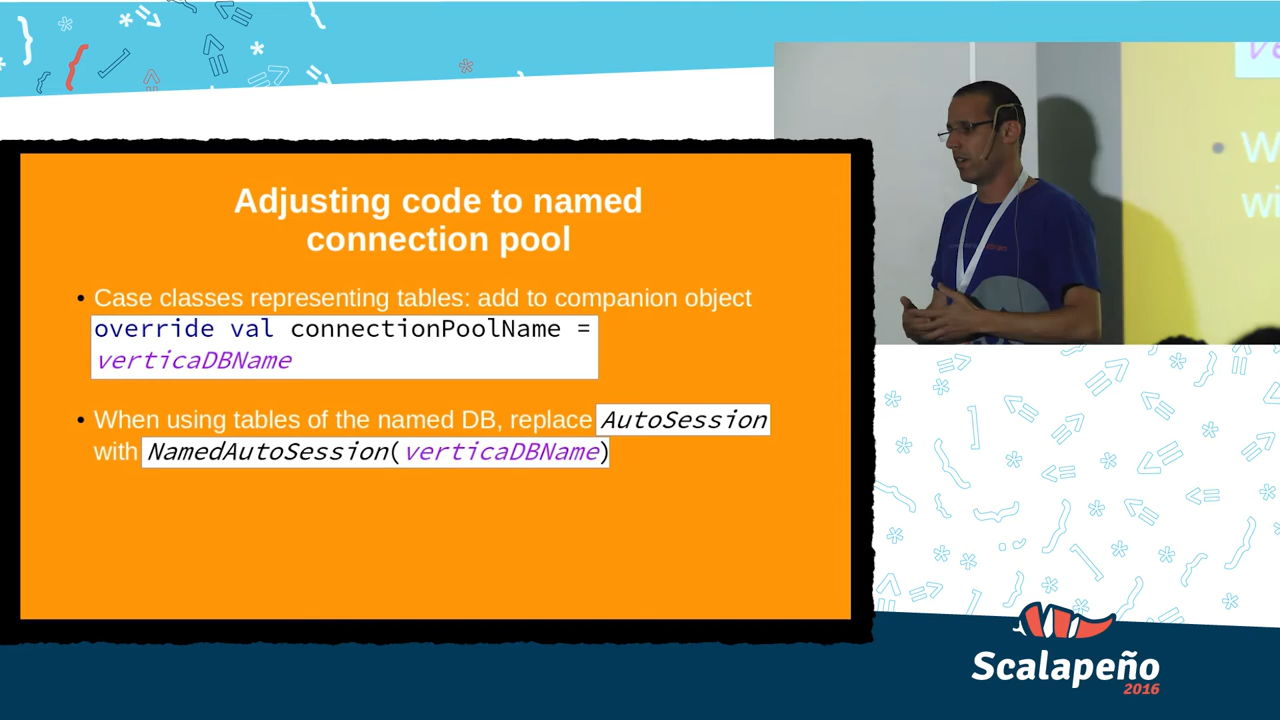 Adjusting code to named
connection pool
• Case classes representing tables: add to companion object
override val connectionPoolName =
verticaDBName
• When using tables of the named DB, replace AutoSession
with NamedAutoSession(verticaDBName)
• W
wi
Scalapeño
2016